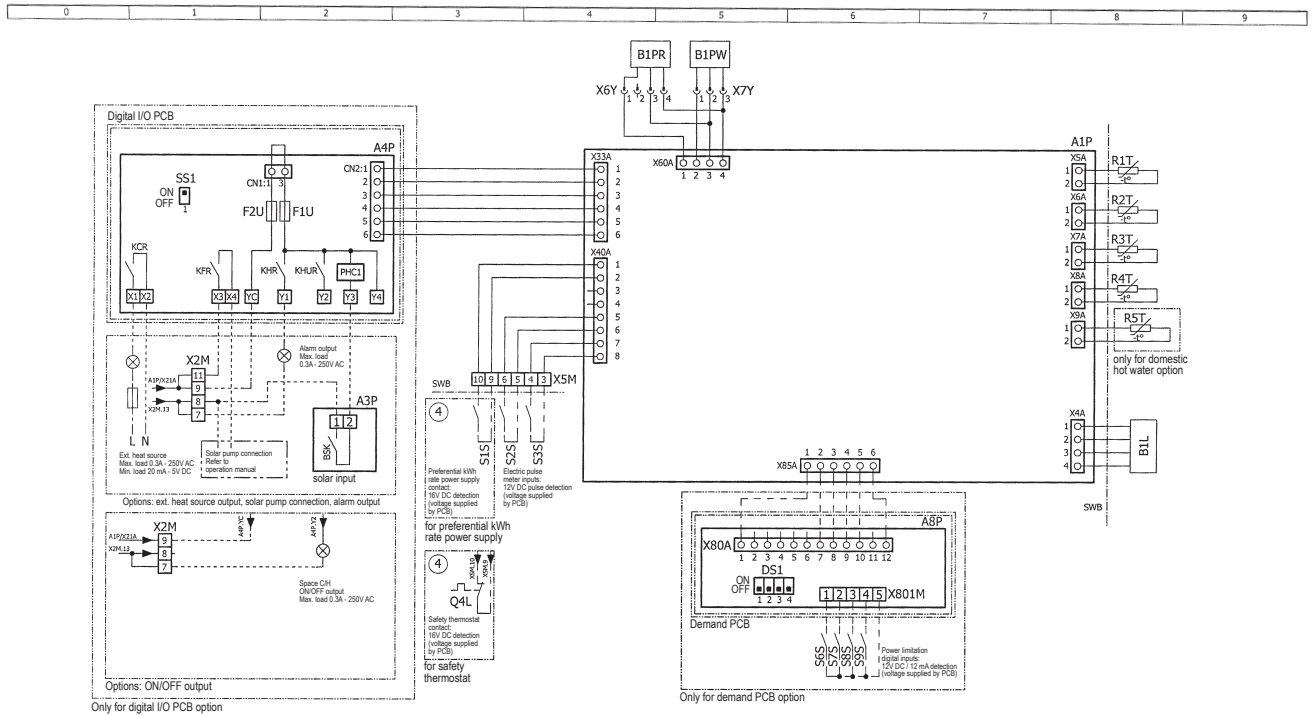 0 1 2 3 4 5 6 7 8 9
B1PR B1PW
X6Y 1 2 3 4 1 2 3 X7Y
Digital I/O PCB
A4P
SS1
ON
OFF
1
CN1:1 3
F2U F1U
CN2:1
2
3
4
5
6
KCR
KFR
KHR
KHUR
PHC1
X1 X2 X3 X4 YC Y1 Y2 Y3 Y4
X33A
1
2
3
4
5
6
X40A
1
2
3
4
5
6
7
8
X60A
1 2 3 4
A1P
X5A
1
2
R1T
X6A
1
2
R2T
X7A
1
2
R3T
X8A
1
2
R4T
X9A
1
2
R5T
only for domestic
hot water option
X4A
1
2
3
4
B1L
SWB
X2M
11
9
8
7
A1P/X21A
X2M.13
Alarm output
Max. load
0.3A - 250V AC
A3P
1 2
BSK
solar input
L N
Ext. heat source
Max. load 0.3A - 250V AC
Min. load 20 mA - 5V DC
Solar pump connection
Refer to
operation manual
Options: ext. heat source output, solar pump connection, alarm output
X2M
9
8
7
A1P/X21A
X2M.13
A4P.YC
A4P.Y2
Space C/H
ON/OFF output
Max. load 0.3A - 250V AC
Options: ON/OFF output
Only for digital I/O PCB option
SWB
10 9 6 5 4 3 X5M
4
S1S
S2S
S3S
Preferential kWh
rate power supply
contact:
16V DC detection
(voltage supplied
by PCB)
Electric pulse
meter inputs:
12V DC pulse detection
(voltage supplied
by PCB)
for preferential kWh
rate power supply
4
X5M.10
X5M.9
Q4L
Safety thermostat
contact:
16V DC detection
(voltage supplied
by PCB)
for safety
thermostat
X85A
1 2 3 4 5 6
A8P
X80A
1 2 3 4 5 6 7 8 9 10 11 12
DS1
ON
OFF
1 2 3 4
1 2 3 4 5 X801M
Demand PCB
S6S
S7S
S8S
S9S
Power limitation
digital inputs:
12V DC / 12 mA detection
(voltage supplied by PCB)
Only for demand PCB option